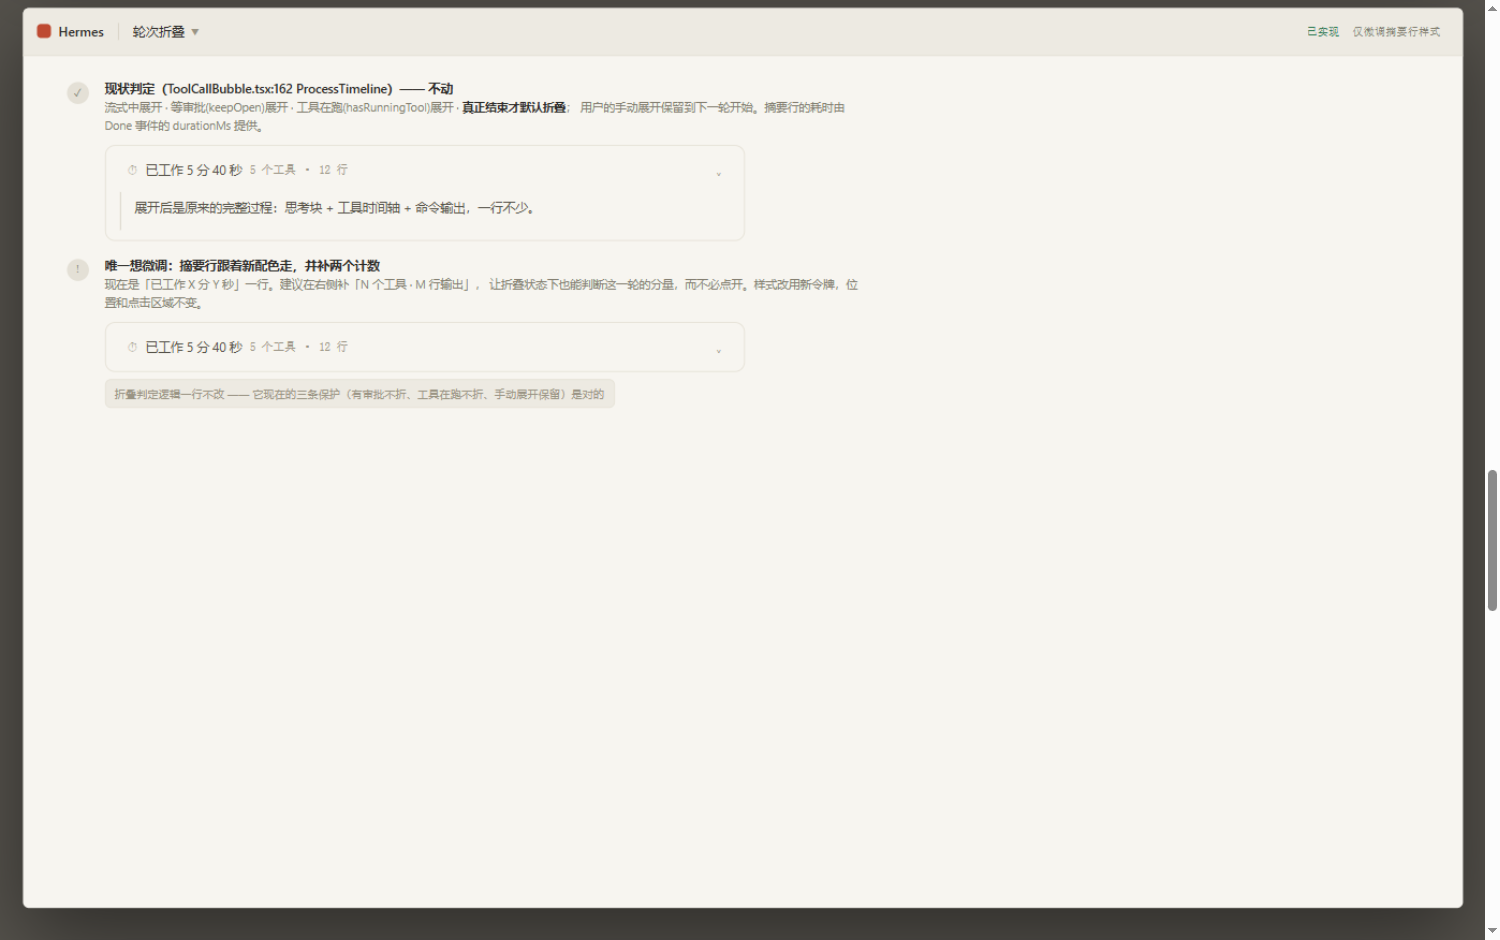 Hermes 轮次折叠 ▼ 已实现 仅微调摘要行样式
✓ 现状判定（ToolCallBubble.tsx:162 ProcessTimeline）—— 不动
流式中展开 · 等审批(keepOpen)展开 · 工具在跑(hasRunningTool)展开 · 真正结束才默认折叠； 用户的手动展开保留到下一轮开始。摘要行的耗时由
Done 事件的 durationMs 提供。
已工作 5 分 40 秒 5 个工具 · 12 行
展开后是原来的完整过程：思考块 + 工具时间轴 + 命令输出，一行不少。
! 唯一想微调：摘要行跟着新配色走，并补两个计数
现在是「已工作 X 分 Y 秒」一行。建议在右侧补「N 个工具 · M 行输出」， 让折叠状态下也能判断这一轮的分量，而不必点开。样式改用新令牌，位
置和点击区域不变。
已工作 5 分 40 秒 5 个工具 · 12 行
折叠判定逻辑一行不改 —— 它现在的三条保护（有审批不折、工具在跑不折、手动展开保留）是对的